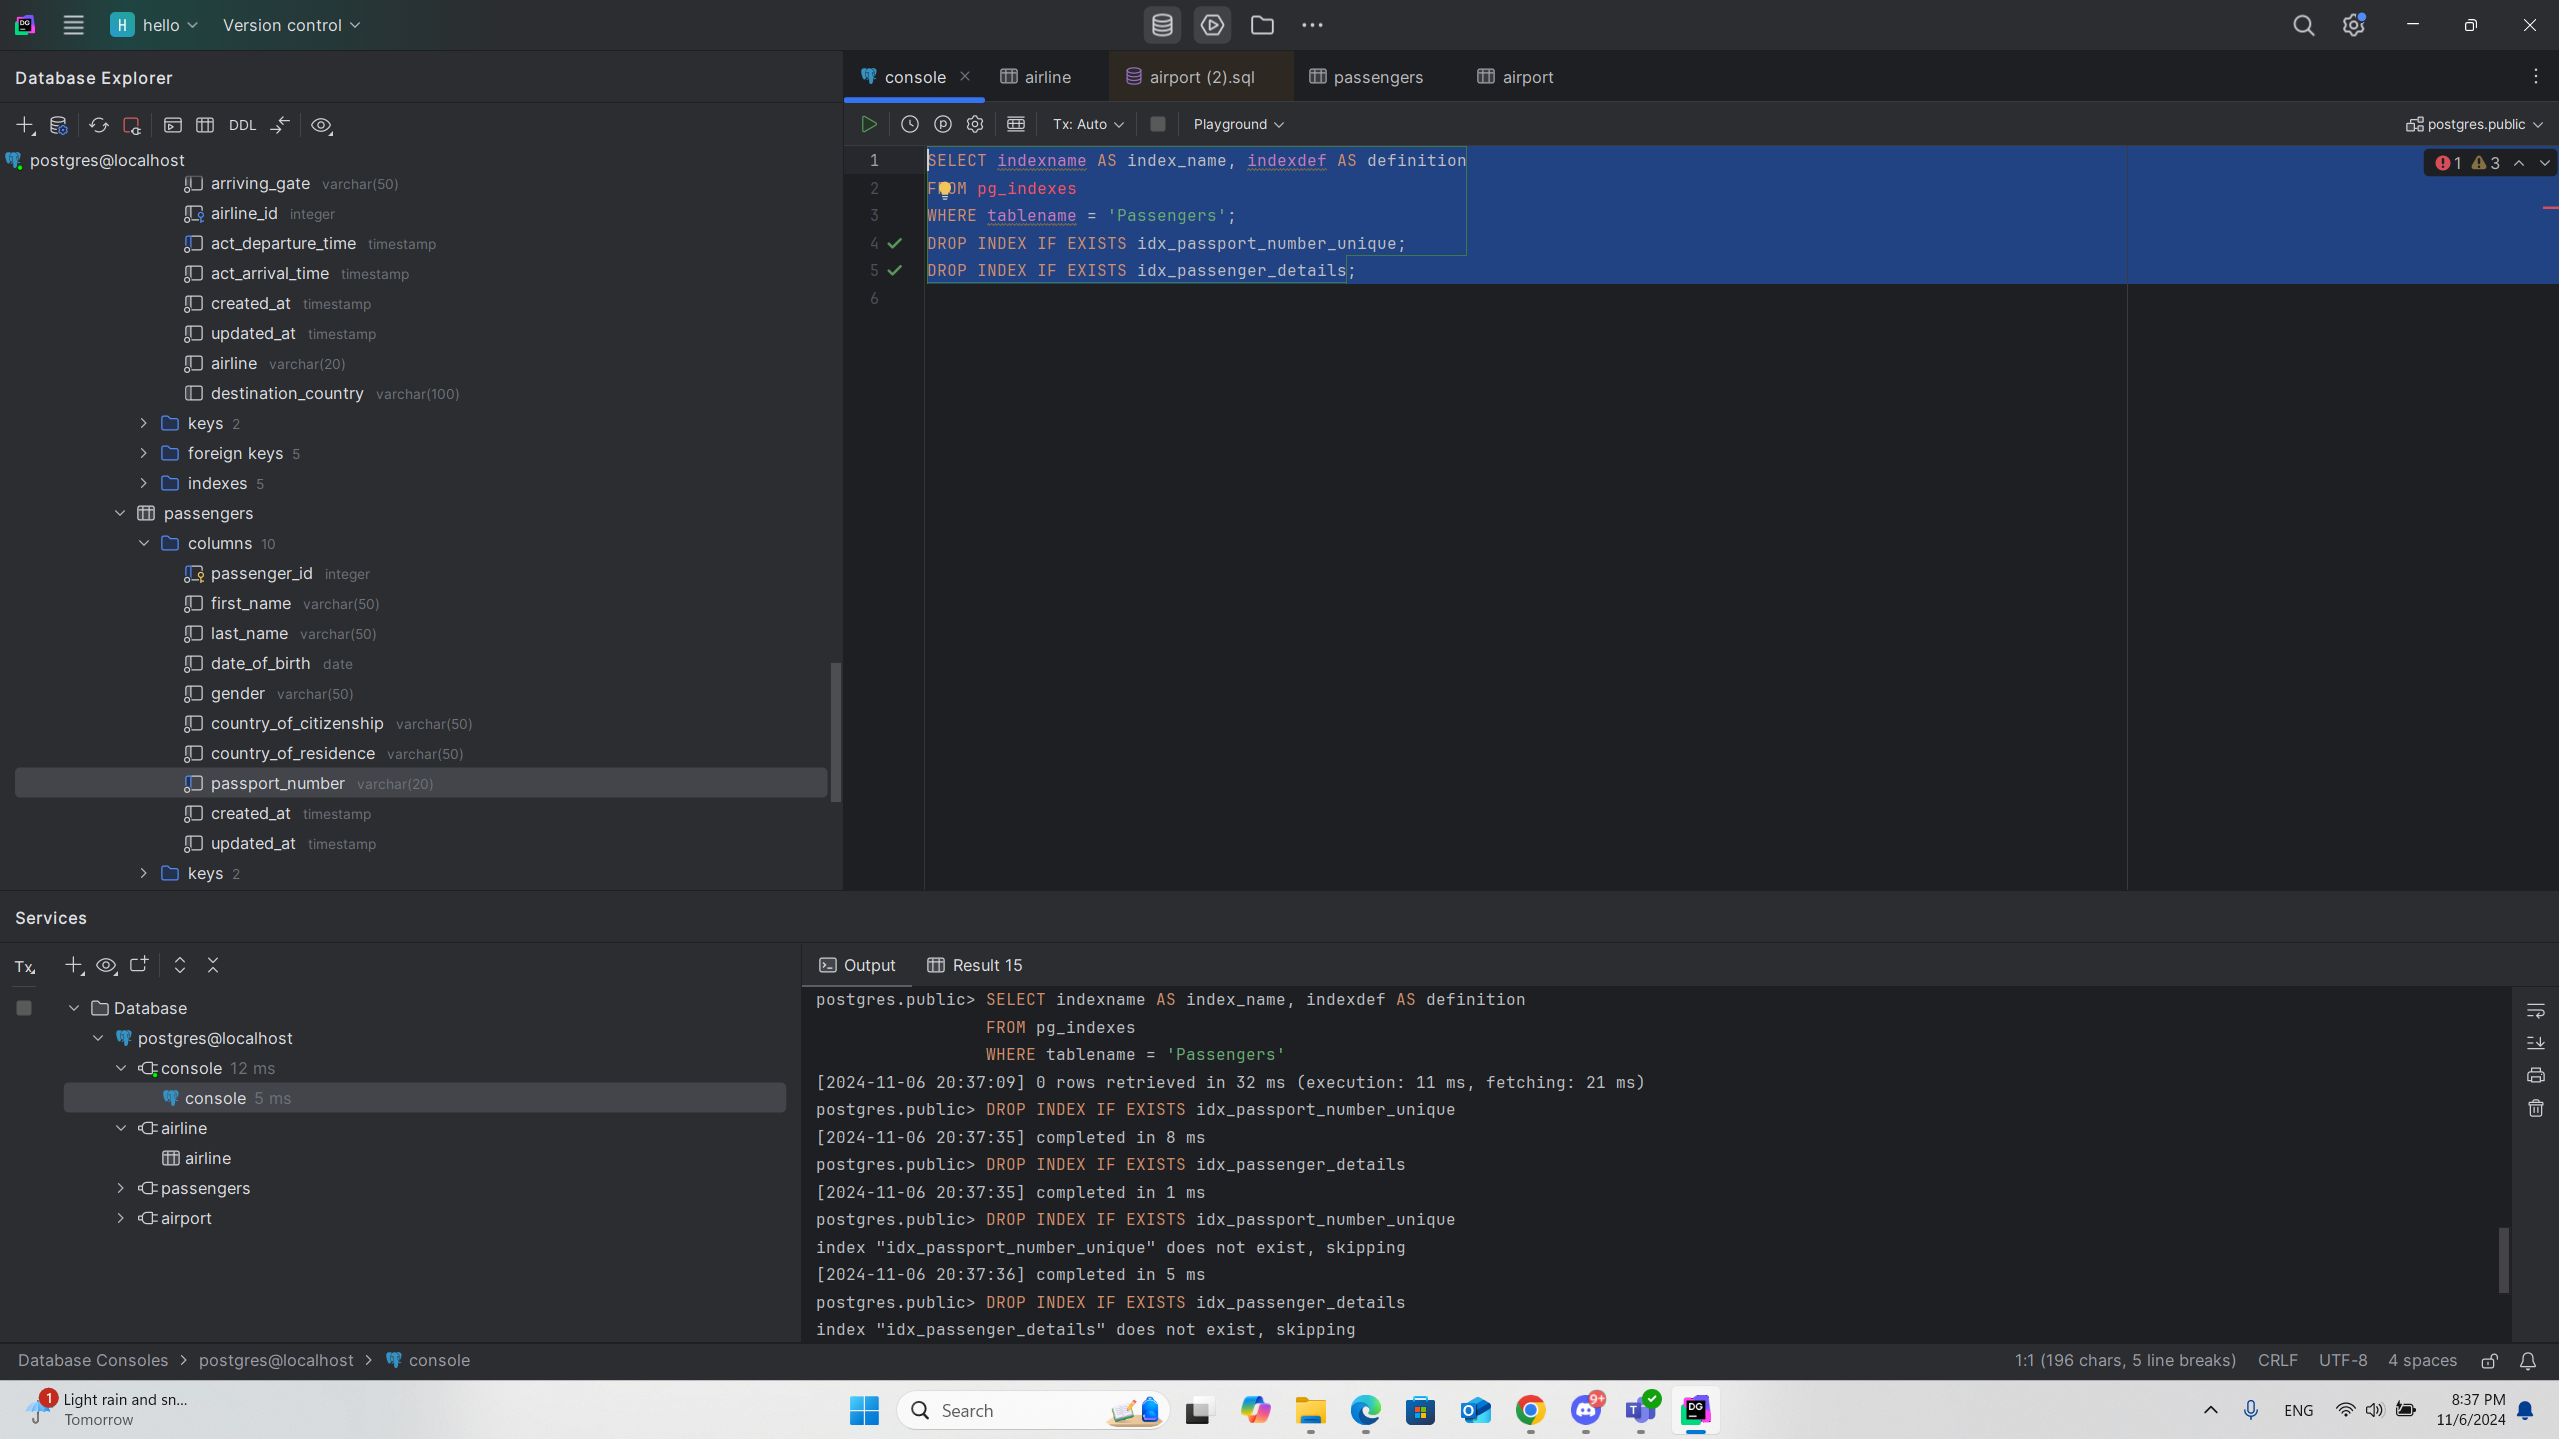 DG
H hello
Version control
Database Explorer
DDL
postgres@localhost
arriving_gate varchar(50)
airline_id integer
act_departure_time timestamp
act_arrival_time timestamp
created_at timestamp
updated_at timestamp
airline varchar(20)
destination_country varchar(100)
keys 2
foreign keys 5
indexes 5
passengers
columns 10
passenger_id integer
first_name varchar(50)
last_name varchar(50)
date_of_birth date
gender varchar(50)
country_of_citizenship varchar(50)
country_of_residence varchar(50)
passport_number varchar(20)
created_at timestamp
updated_at timestamp
keys 2
console
airline
airport (2).sql
passengers
airport
Tx: Auto
Playground
postgres.public
1 SELECT indexname AS index_name, indexdef AS definition
2 FROM pg_indexes
3 WHERE tablename = 'Passengers';
4 DROP INDEX IF EXISTS idx_passport_number_unique;
5 DROP INDEX IF EXISTS idx_passenger_details;
6
1 3
Services
Tx
Database
postgres@localhost
console 12 ms
console 5 ms
airline
airline
passengers
airport
Output
Result 15
postgres.public> SELECT indexname AS index_name, indexdef AS definition
FROM pg_indexes
WHERE tablename = 'Passengers'
[2024-11-06 20:37:09] 0 rows retrieved in 32 ms (execution: 11 ms, fetching: 21 ms)
postgres.public> DROP INDEX IF EXISTS idx_passport_number_unique
[2024-11-06 20:37:35] completed in 8 ms
postgres.public> DROP INDEX IF EXISTS idx_passenger_details
[2024-11-06 20:37:35] completed in 1 ms
postgres.public> DROP INDEX IF EXISTS idx_passport_number_unique
index "idx_passport_number_unique" does not exist, skipping
[2024-11-06 20:37:36] completed in 5 ms
postgres.public> DROP INDEX IF EXISTS idx_passenger_details
index "idx_passenger_details" does not exist, skipping
Database Consoles > postgres@localhost > console
1:1 (196 chars, 5 line breaks)
CRLF
UTF-8
4 spaces
1
Light rain and sn...
Tomorrow
Search
9+
DG
ENG
8:37 PM
11/6/2024